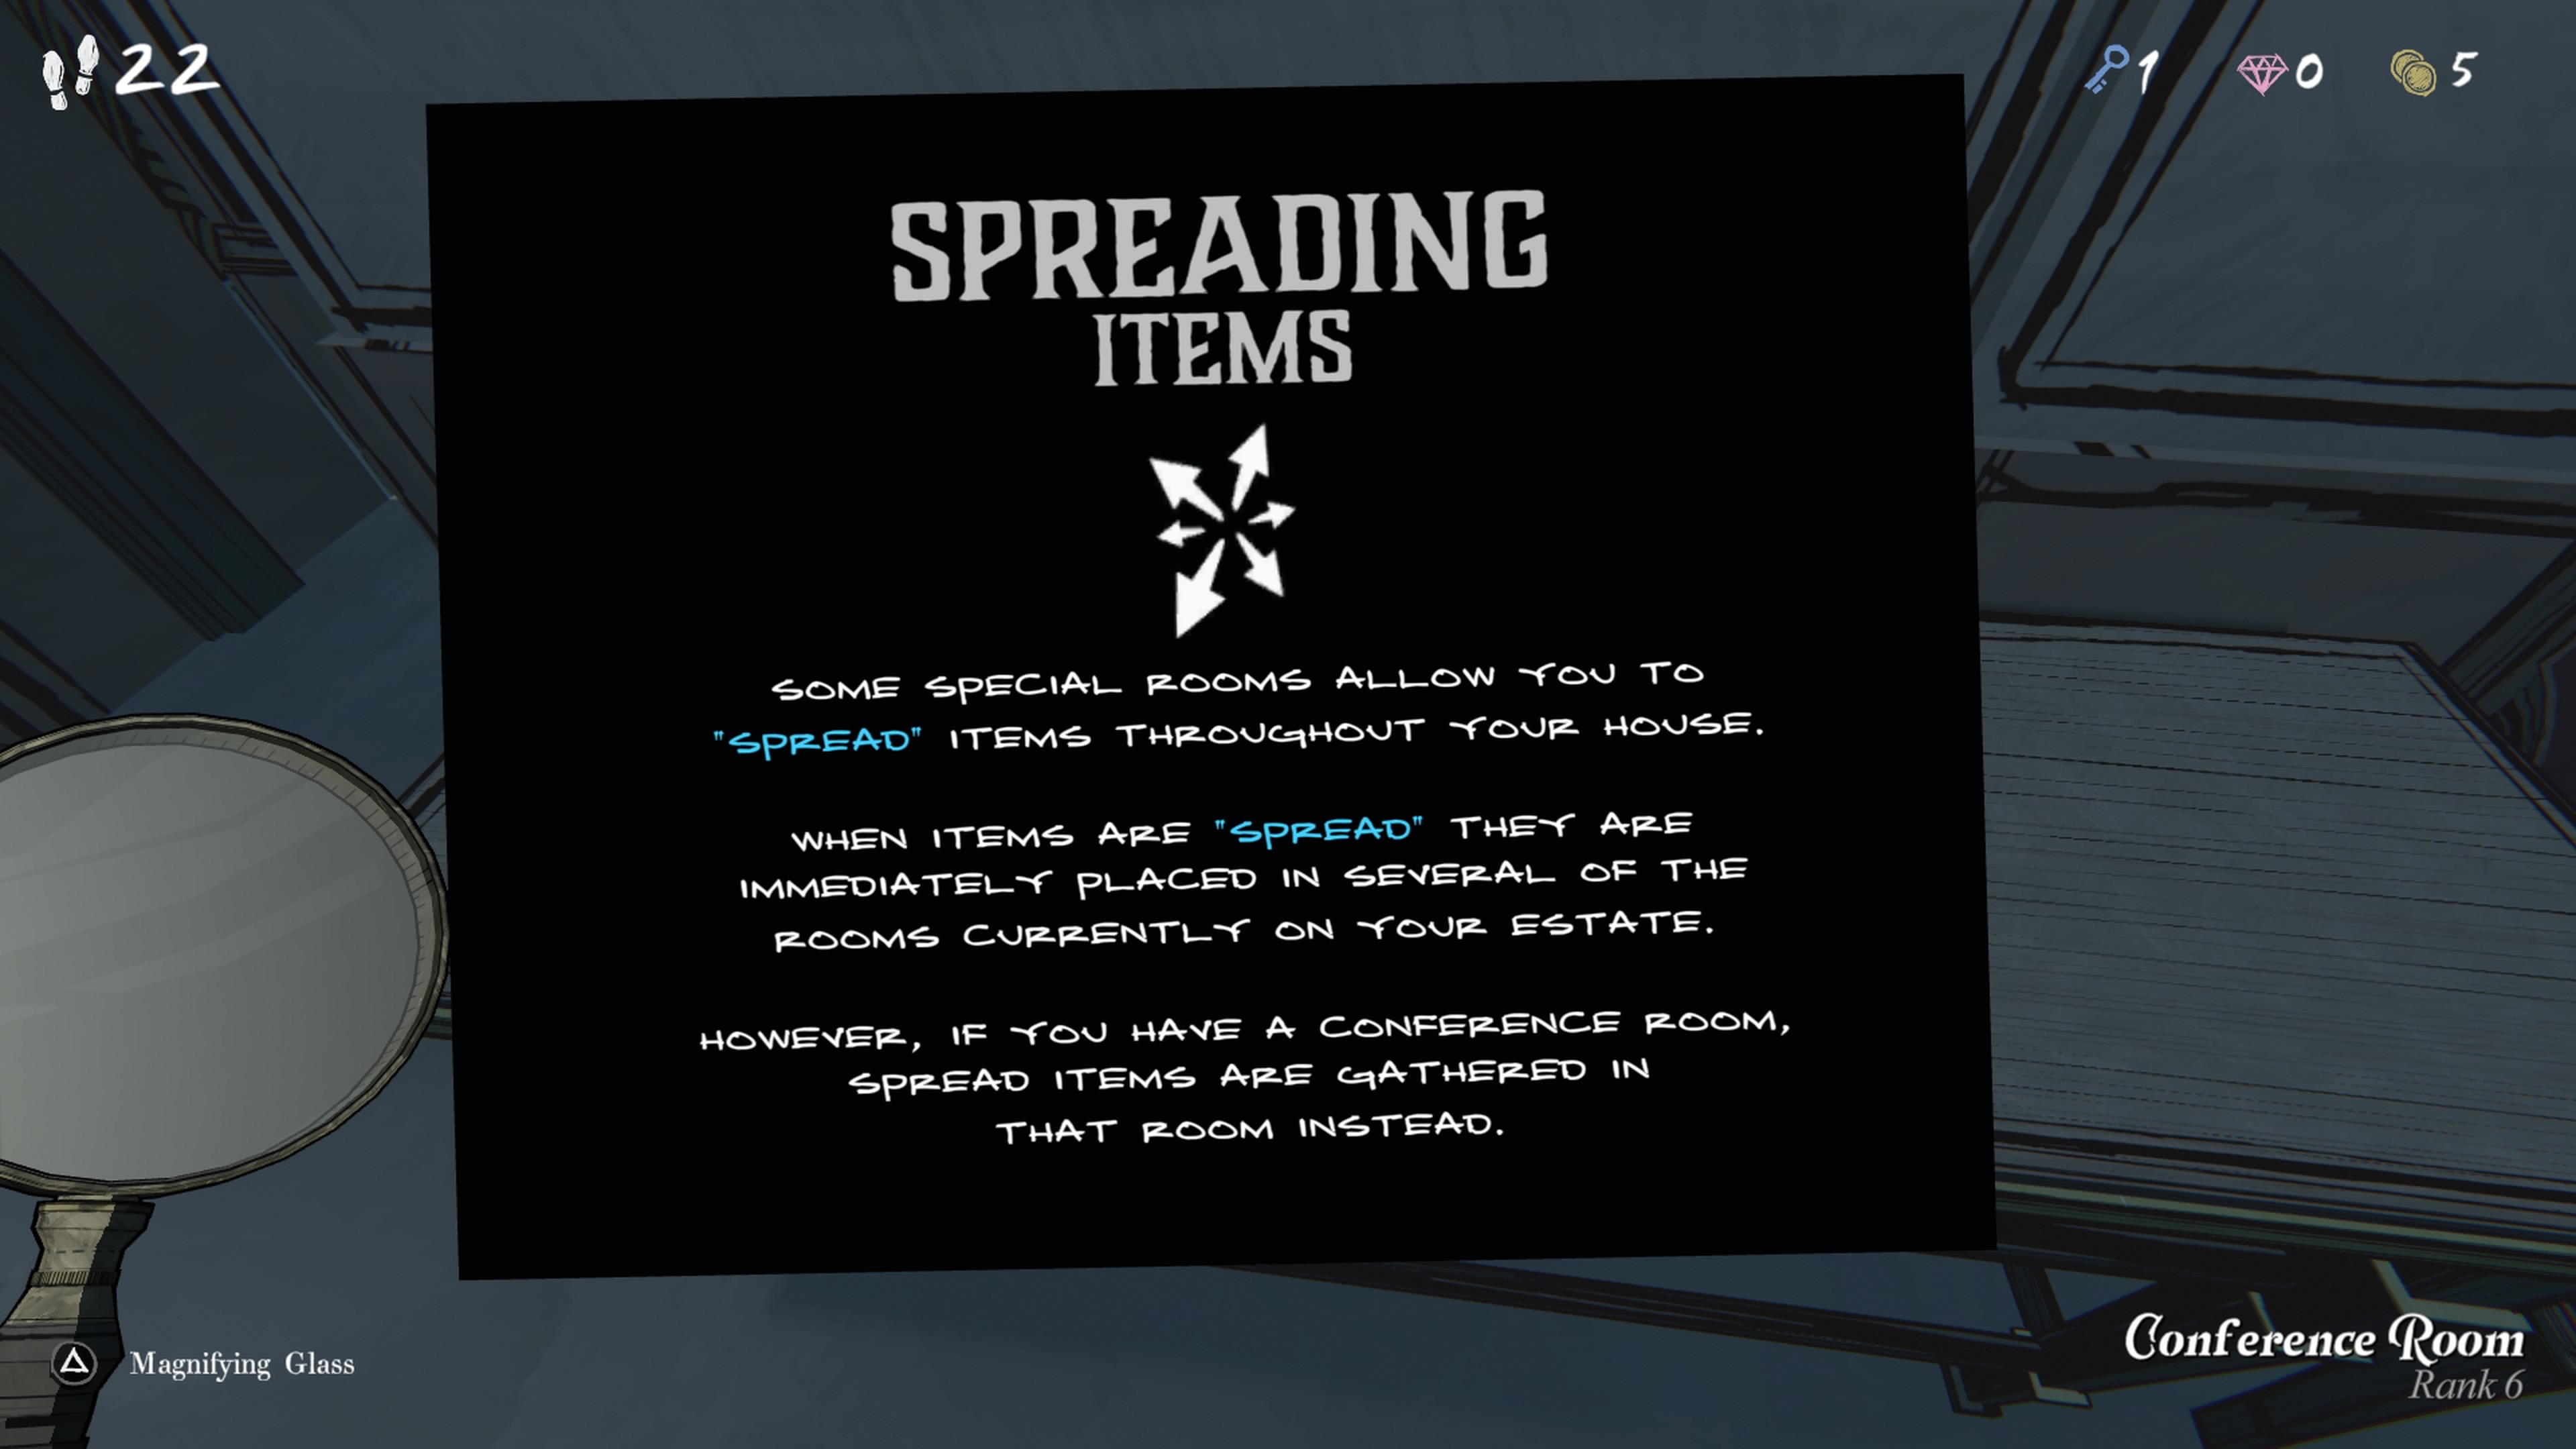 22
1
0
5
SPREADING
ITEMS
SOME SPECIAL ROOMS ALLOW YOU TO
"SPREAD" ITEMS THROUGHOUT YOUR HOUSE.
WHEN ITEMS ARE "SPREAD" THEY ARE
IMMEDIATELY PLACED IN SEVERAL OF THE
ROOMS CURRENTLY ON YOUR ESTATE.
HOWEVER, IF YOU HAVE A CONFERENCE ROOM,
SPREAD ITEMS ARE GATHERED IN
THAT ROOM INSTEAD.
Magnifying Glass
Conference Room
Rank 6